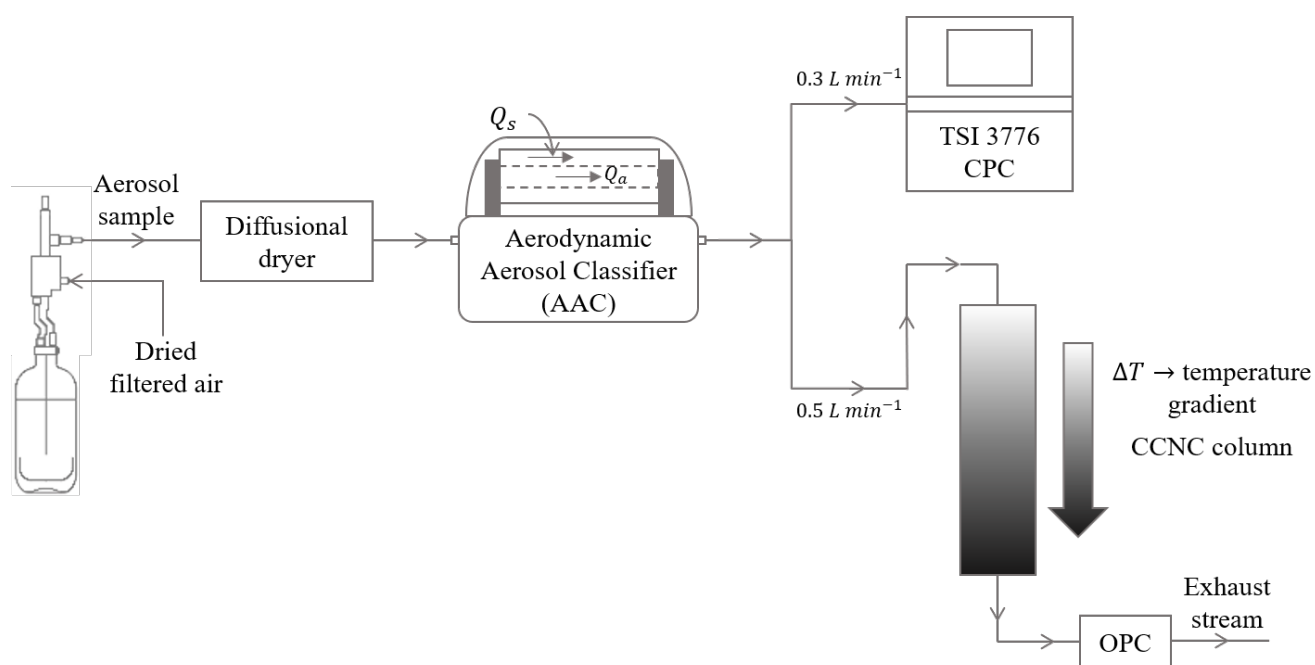 Aerosol
sample
Dried
filtered air
Diffusional
dryer
Q_s
Q_a
Aerodynamic
Aerosol Classifier
(AAC)
0.3 L min⁻¹
TSI 3776
CPC
0.5 L min⁻¹
ΔT → temperature
gradient
CCNC column
OPC
Exhaust
stream